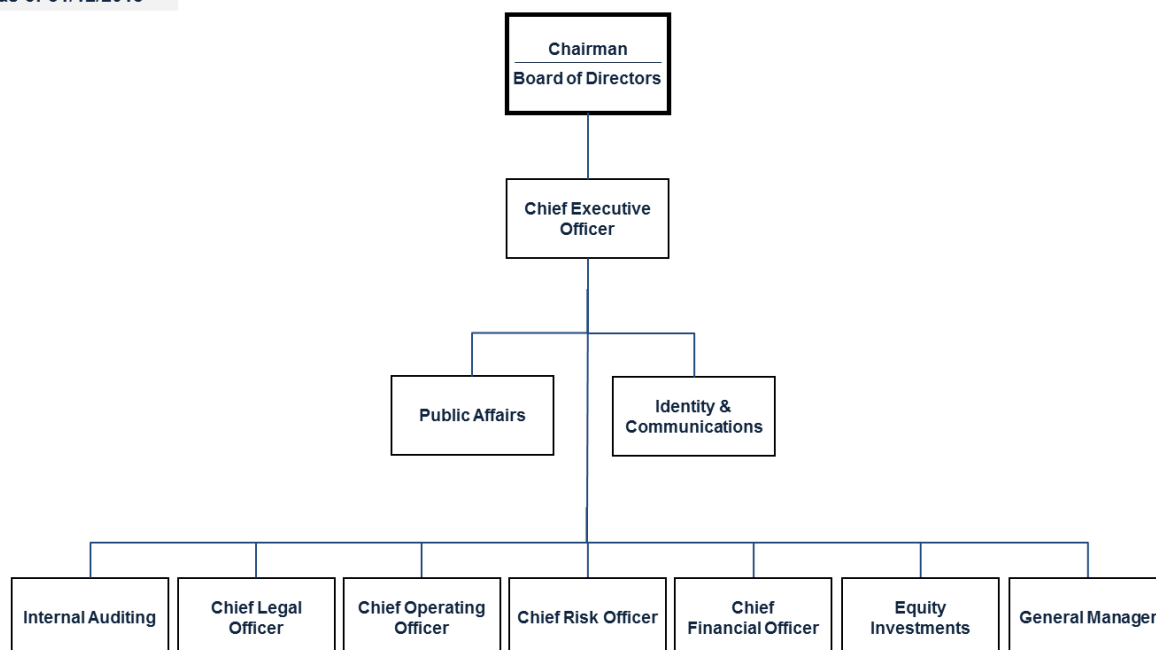 Chairman
Board of Directors
Chief Executive
Officer
Public Affairs
Identity &
Communications
Internal Auditing
Chief Legal
Officer
Chief Operating
Officer
Chief Risk Officer
Chief
Financial Officer
Equity
Investments
General Manager